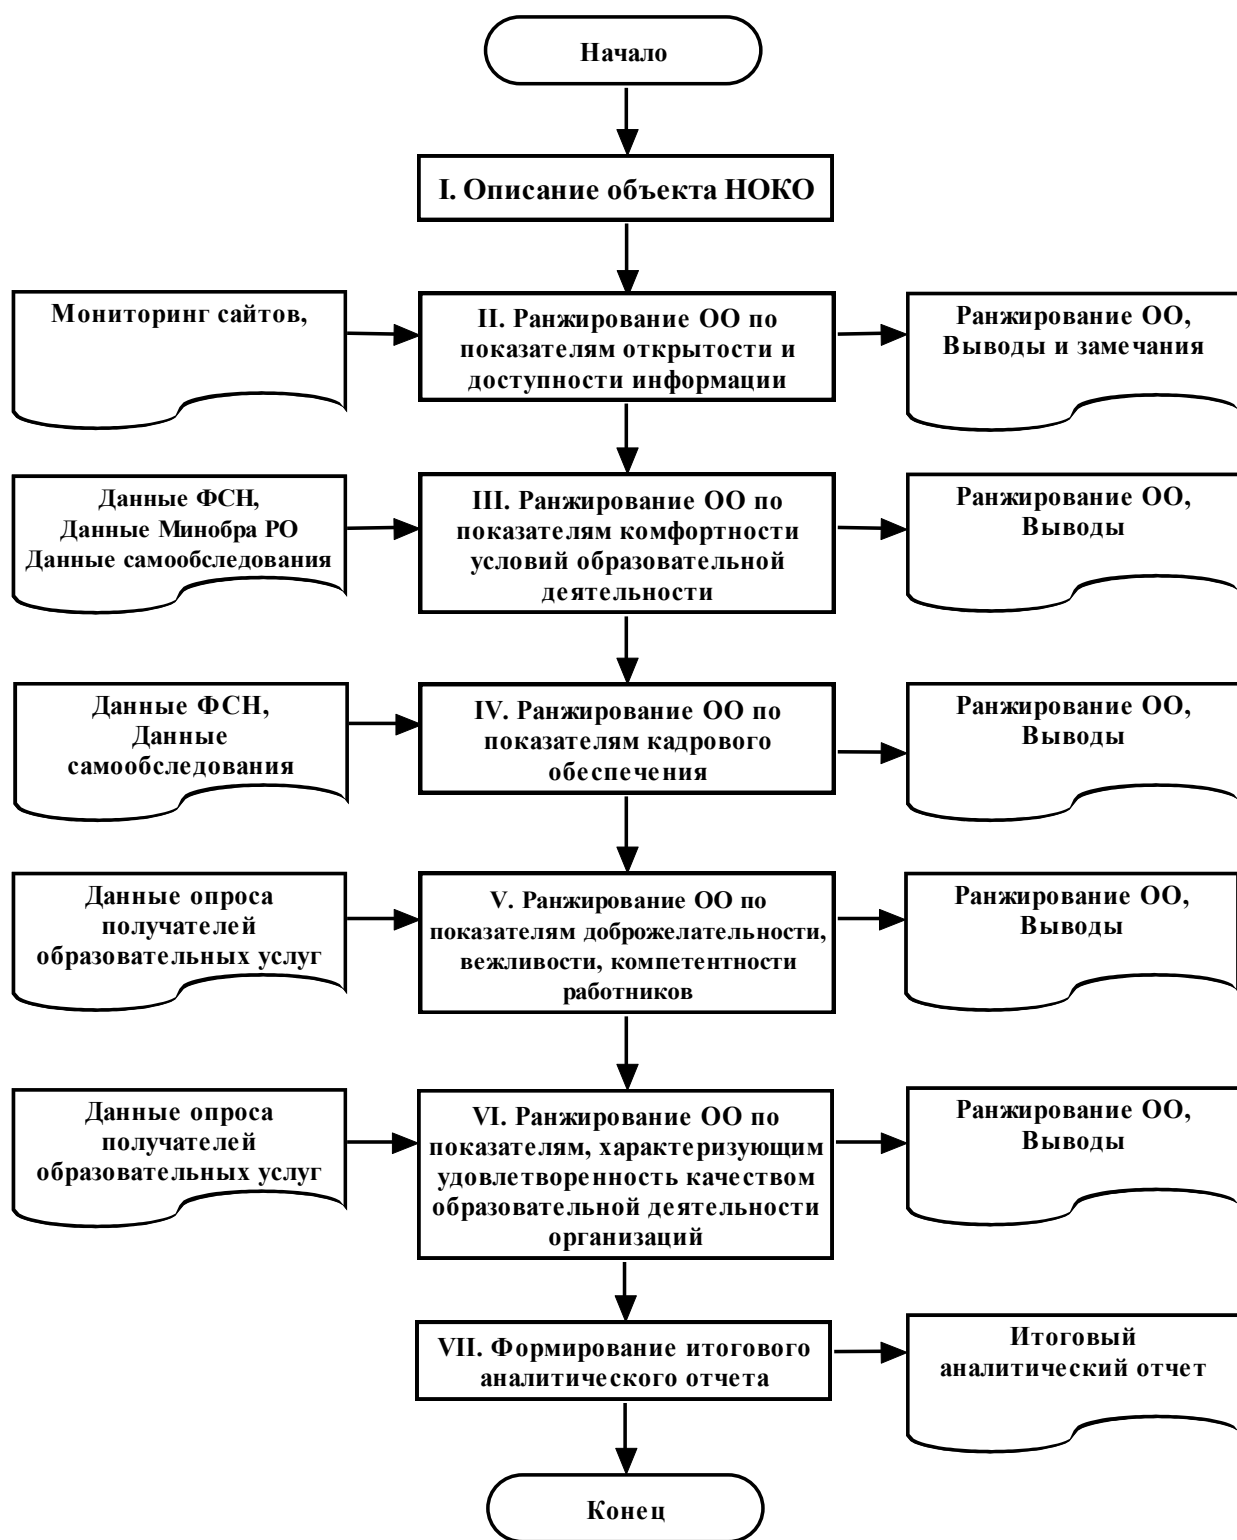 Начало
I. Описание объекта НОКО
Мониторинг сайтов,
II. Ранжирование ОО по
показателям открытости и
доступности информации
Ранжирование ОО,
Выводы и замечания
Данные ФСН,
Данные Минобра РО
Данные самообследования
III. Ранжирование ОО по
показателям комфортности
условий образовательной
деятельности
Ранжирование ОО,
Выводы
Данные ФСН,
Данные
самообследования
IV. Ранжирование ОО по
показателям кадрового
обеспечения
Ранжирование ОО,
Выводы
Данные опроса
получателей
образовательных услуг
V. Ранжирование ОО по
показателям доброжелательности,
вежливости, компетентности
работников
Ранжирование ОО,
Выводы
Данные опроса
получателей
образовательных услуг
VI. Ранжирование ОО по
показателям, характеризующим
удовлетворенность качеством
образовательной деятельности
организаций
Ранжирование ОО,
Выводы
VII. Формирование итогового
аналитического отчета
Итоговый
аналитический отчет
Конец